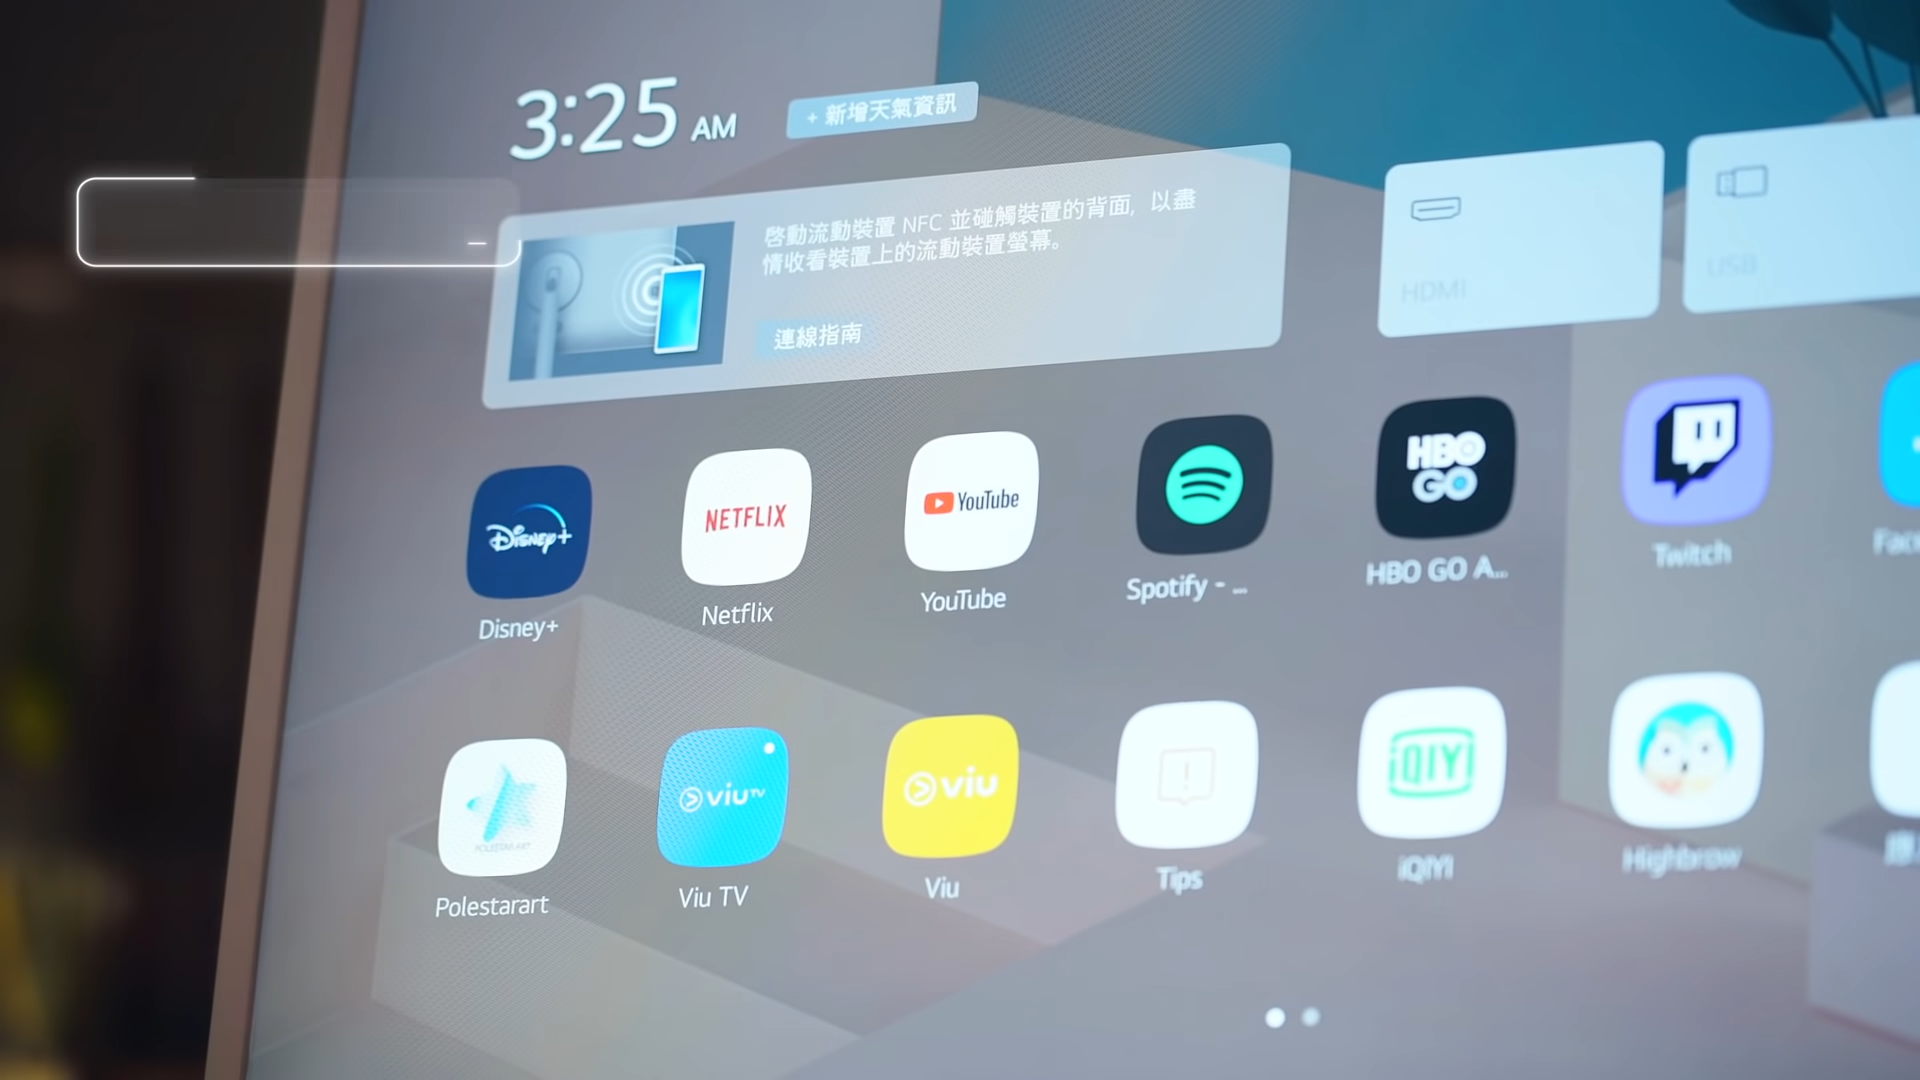 3:25 AM
+ 新增天氣資訊
啓動流動裝置 NFC 並碰觸裝置的背面，以盡
情收看裝置上的流動裝置螢幕。
連線指南
HDMI
USB
Disney+
NETFLIX
YouTube
HBO
GO
Disney+
Netflix
YouTube
Spotify - ...
HBO GO A...
Twitch
POLESTAR ART
viu TV
viu
!
iQIYI
Polestarart
Viu TV
Viu
Tips
iQIYI
Highbrow